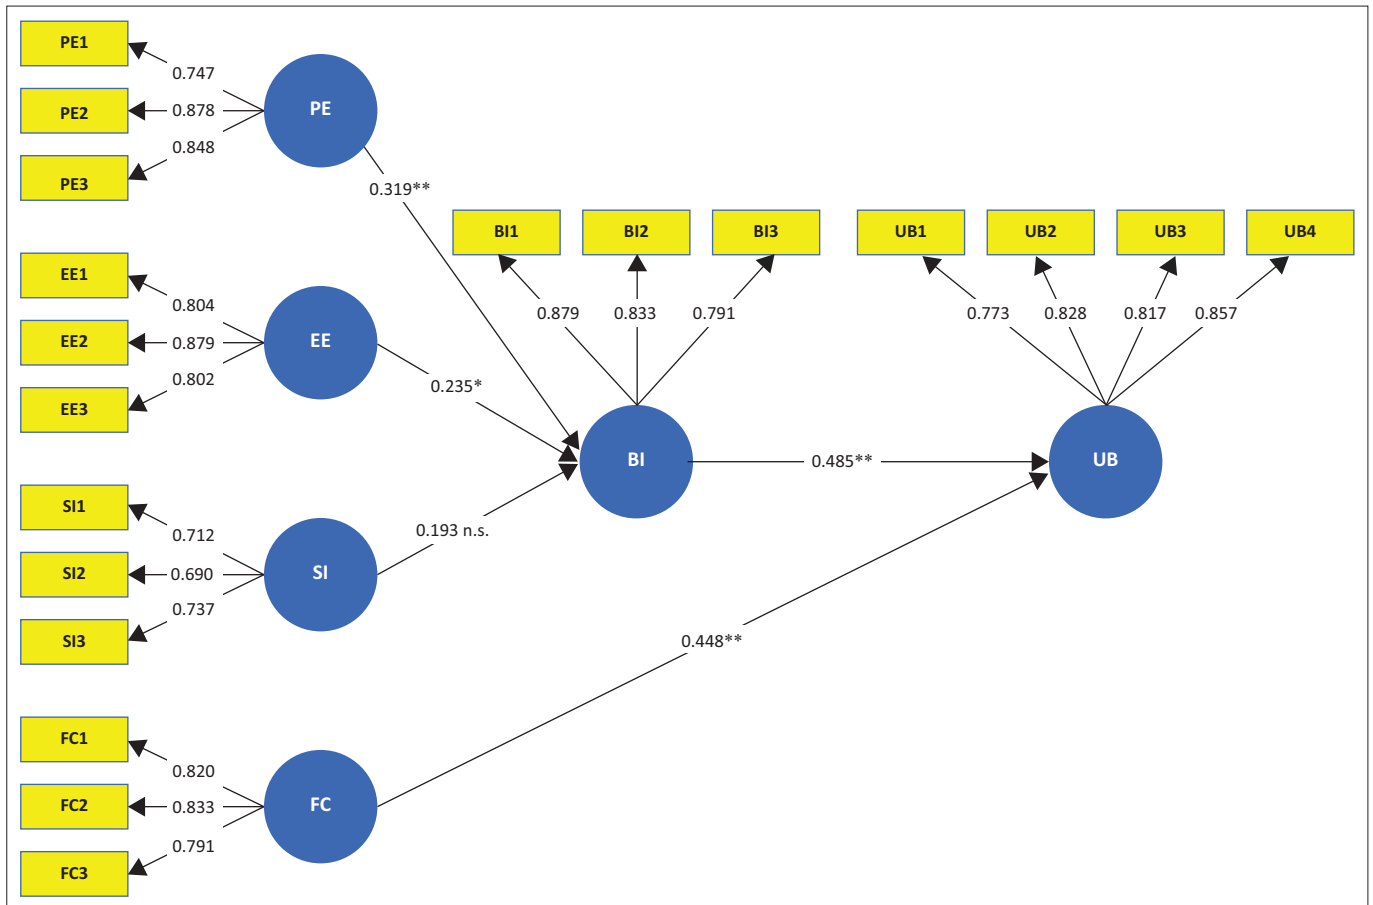 PE1
0.747
PE2
0.878
PE
PE3
0.848
0.319**
BI1
BI2
BI3
UB1
UB2
UB3
UB4
EE1
0.804
EE2
0.879
EE
EE3
0.802
0.879
0.833
0.791
0.773
0.828
0.817
0.857
0.235*
BI
0.485**
UB
SI1
0.712
SI2
0.690
SI
SI3
0.737
0.193 n.s.
0.448**
FC1
0.820
FC2
0.833
FC
FC3
0.791